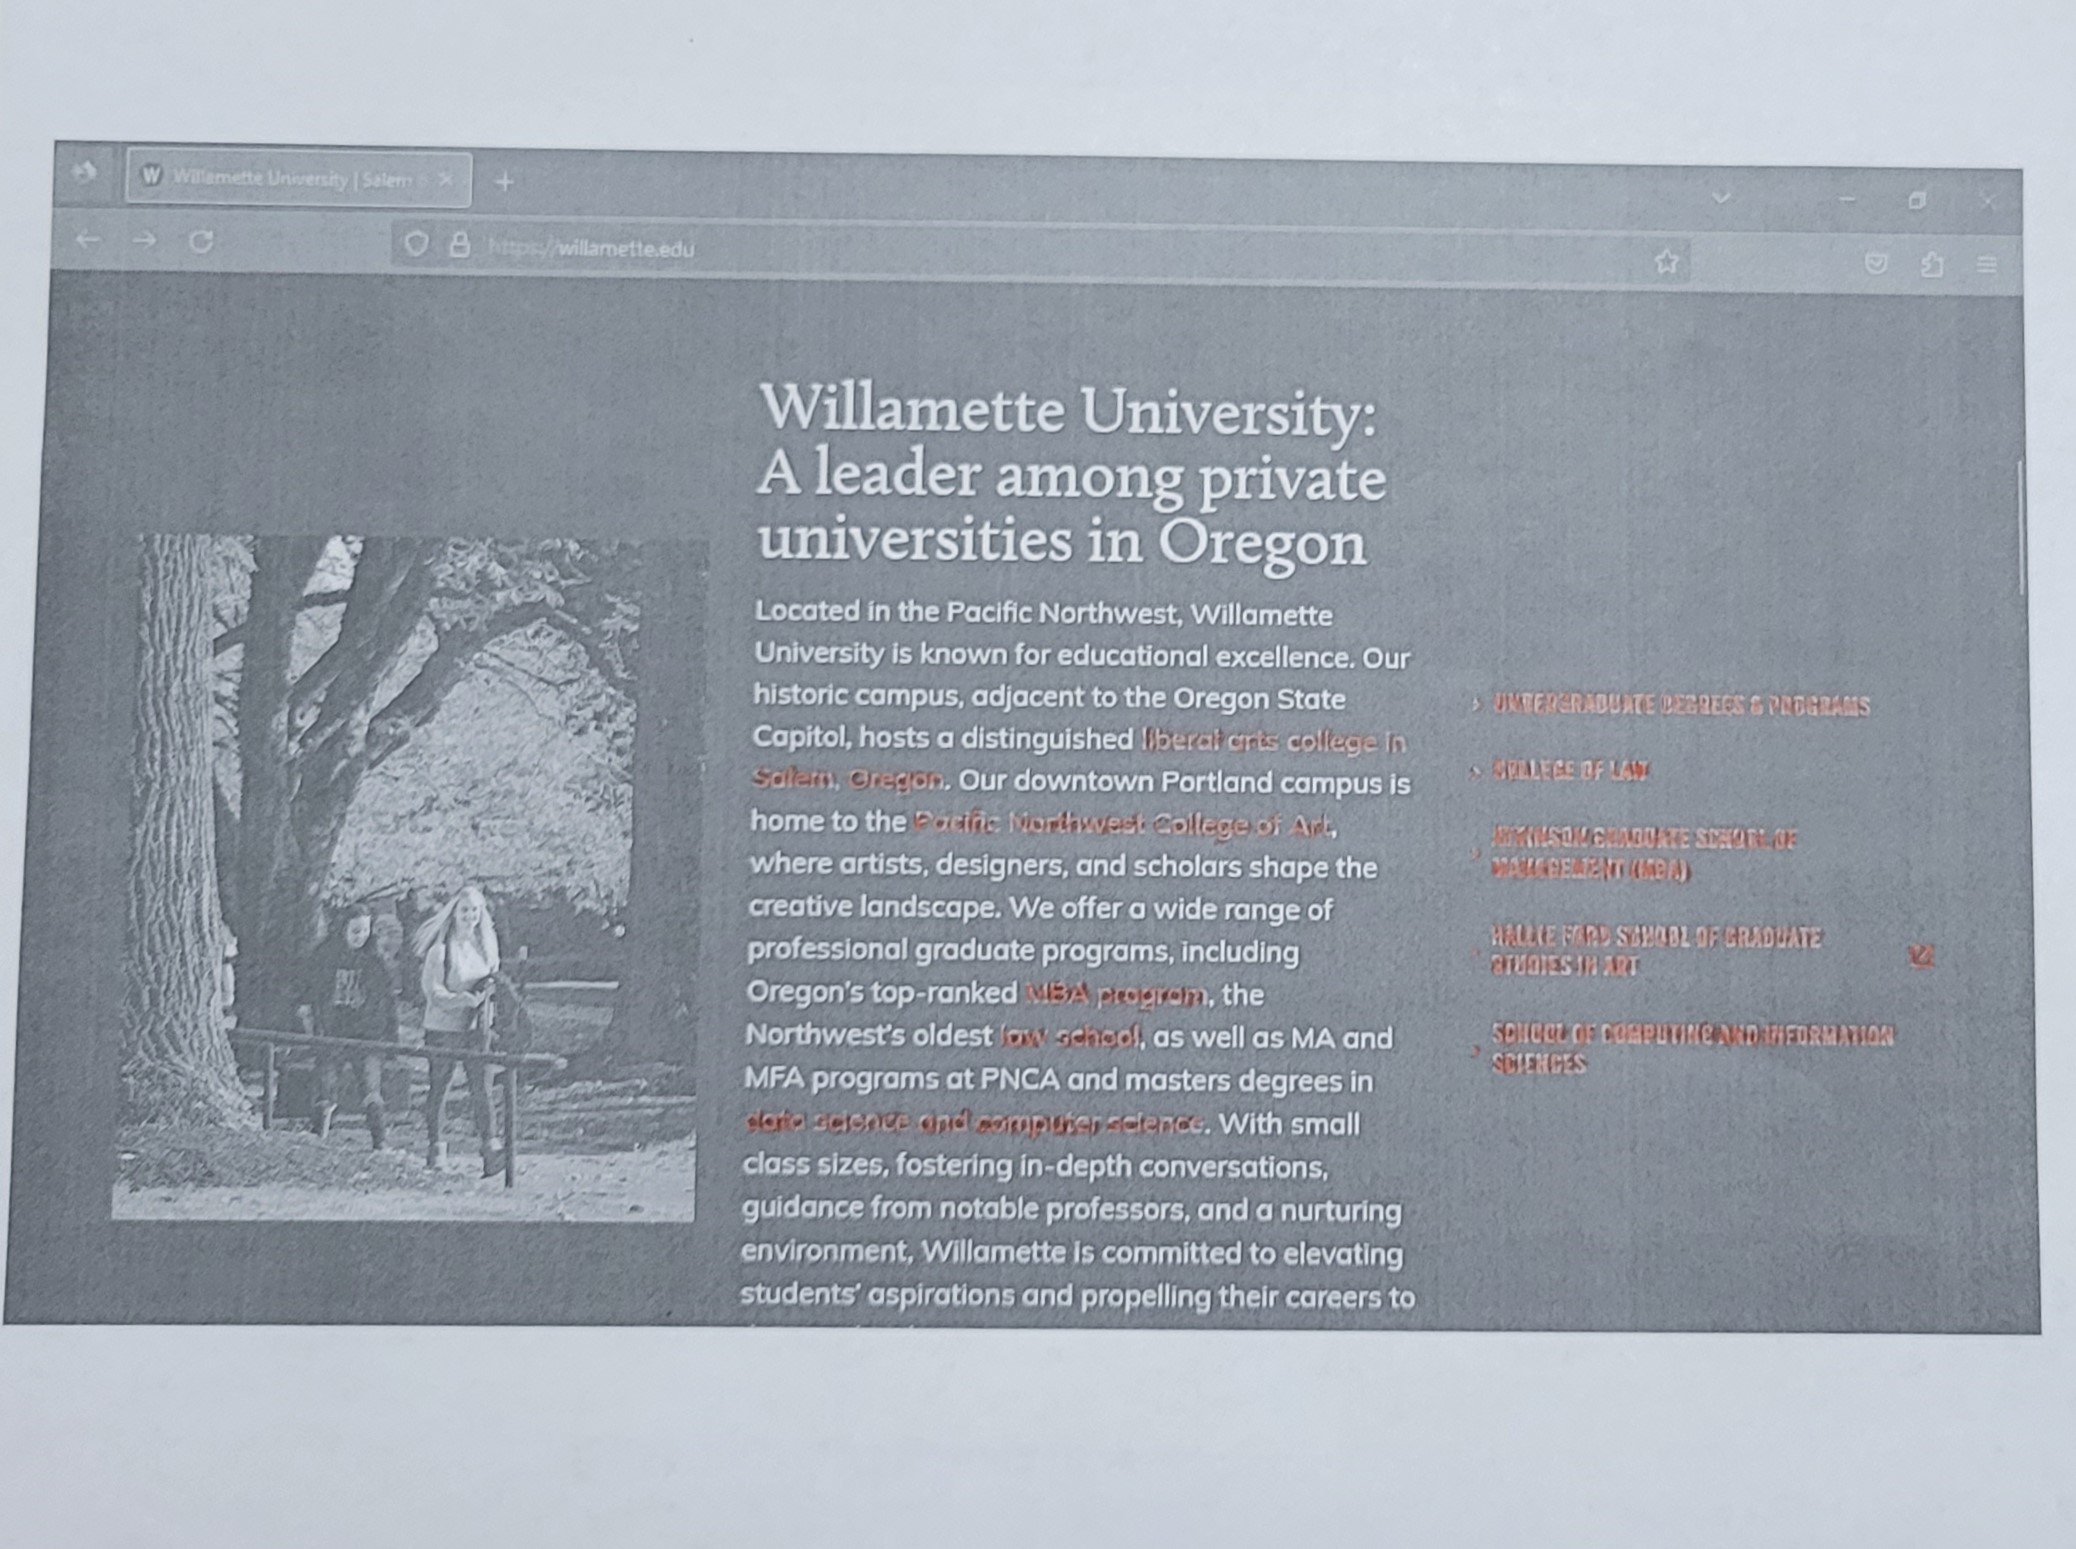 Willamette University | Salem
https://willamette.edu
Willamette University:
A leader among private
universities in Oregon
Located in the Pacific Northwest, Willamette
University is known for educational excellence. Our
historic campus, adjacent to the Oregon State
Capitol, hosts a distinguished liberal arts college in
Salem, Oregon. Our downtown Portland campus is
home to the Pacific Northwest College of Art,
where artists, designers, and scholars shape the
creative landscape. We offer a wide range of
professional graduate programs, including
Oregon's top-ranked MBA program, the
Northwest's oldest law school, as well as MA and
MFA programs at PNCA and masters degrees in
data science and computer science. With small
class sizes, fostering in-depth conversations,
guidance from notable professors, and a nurturing
environment, Willamette is committed to elevating
students' aspirations and propelling their careers to
UNDERGRADUATE DEGREES & PROGRAMS
COLLEGE OF LAW
ATKINSON GRADUATE SCHOOL OF
MANAGEMENT (MBA)
HALLIE FORD SCHOOL OF GRADUATE
STUDIES IN ART
SCHOOL OF COMPUTING AND INFORMATION
SCIENCES